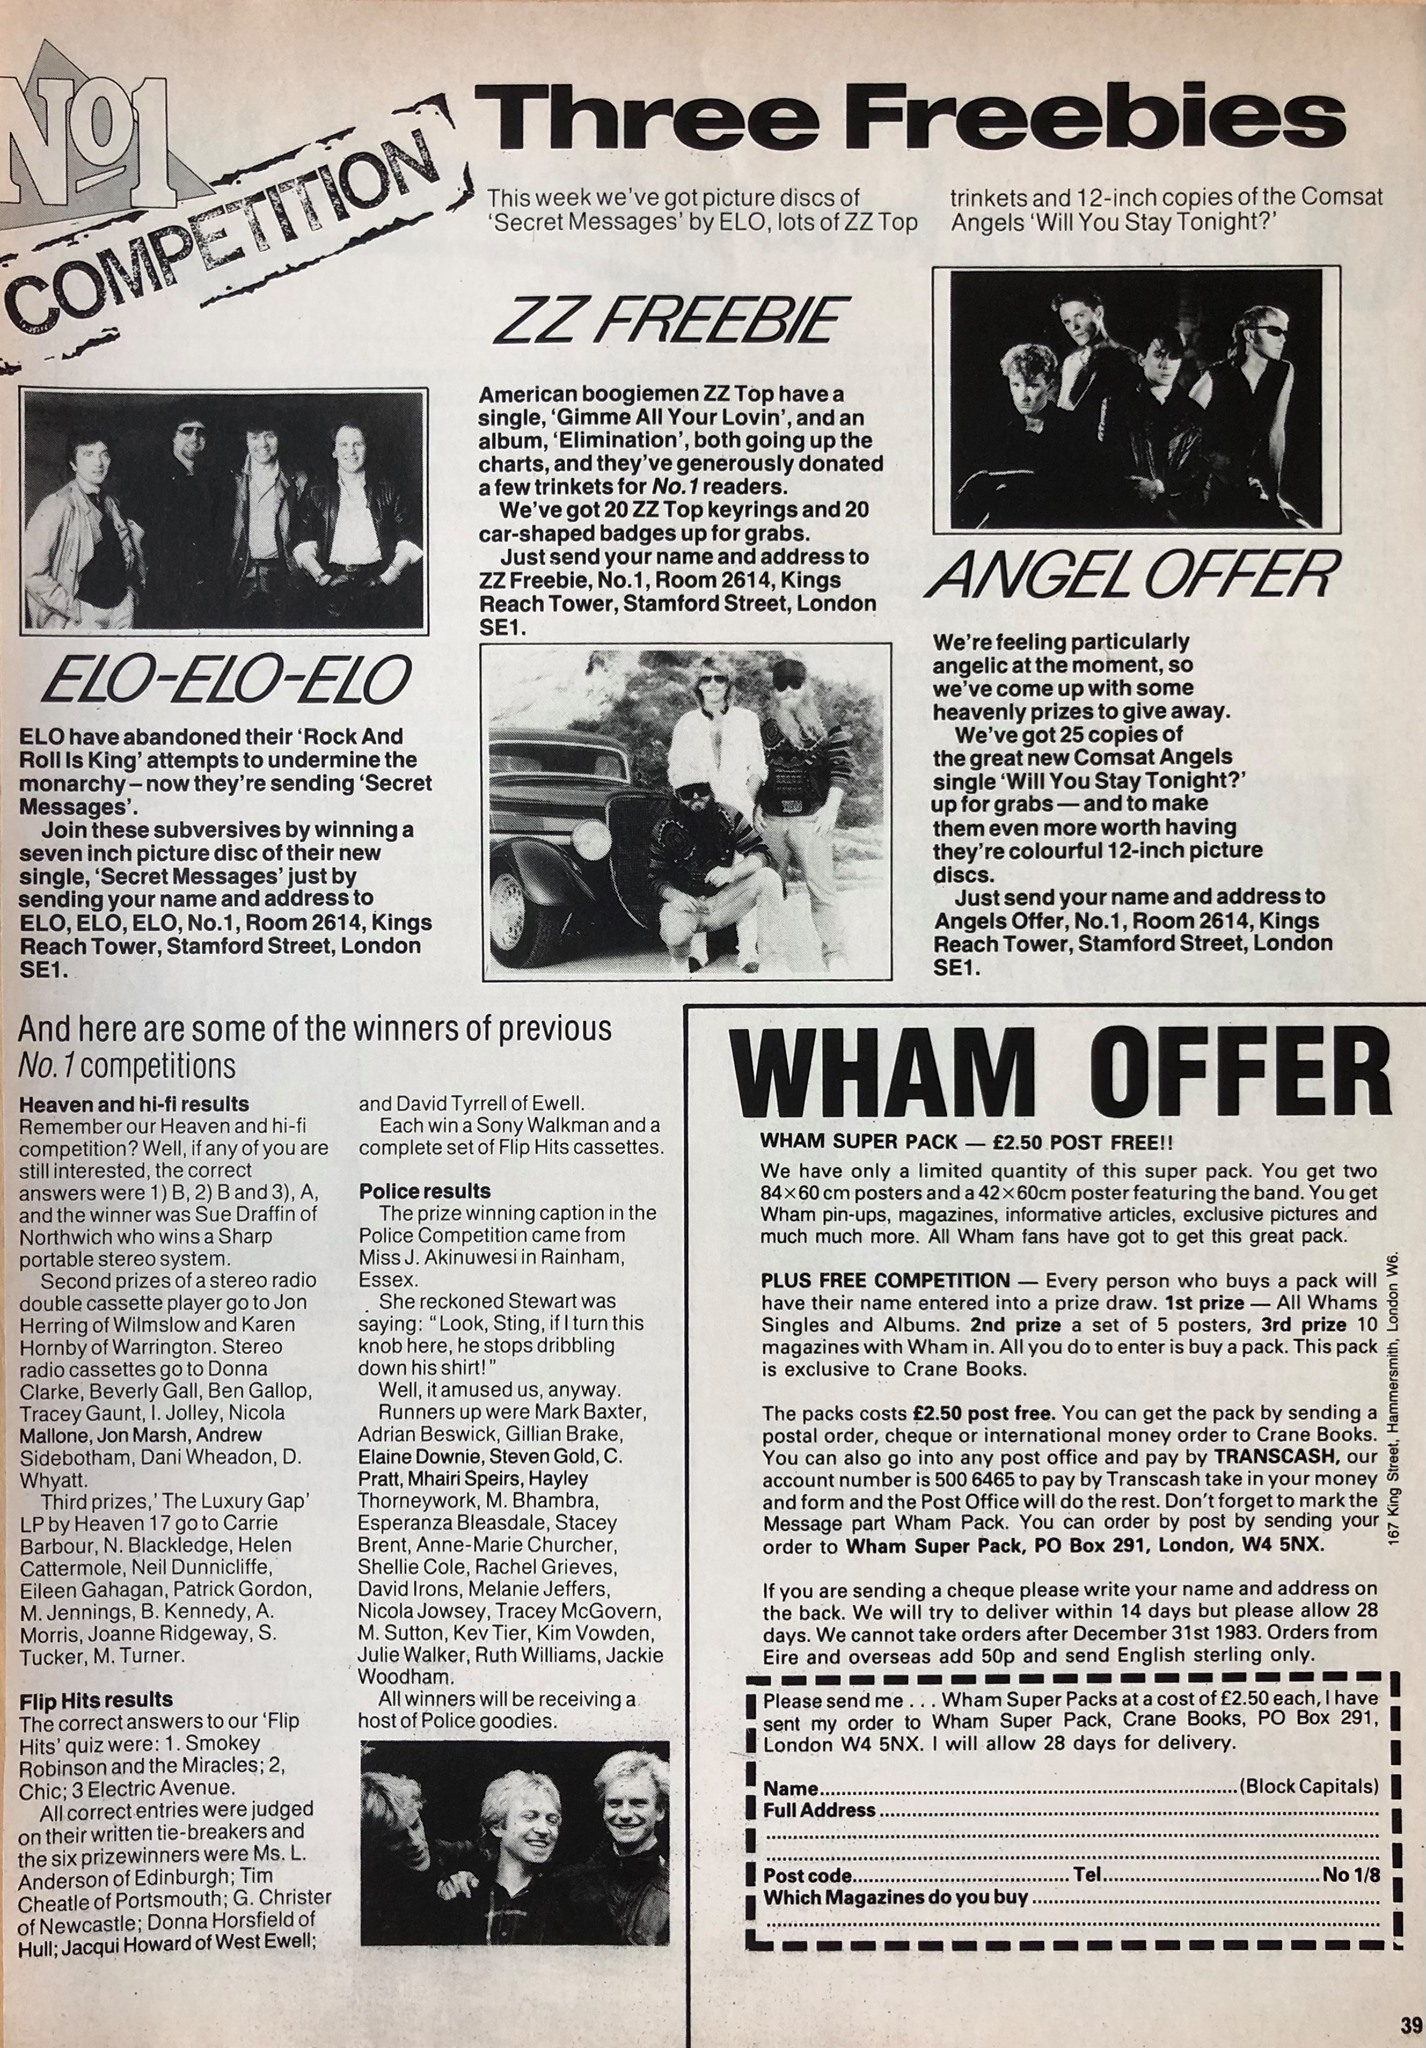 No1
COMPETITION
Three Freebies
This week we've got picture discs of
'Secret Messages' by ELO, lots of ZZ Top
trinkets and 12-inch copies of the Comsat
Angels 'Will You Stay Tonight?'
ELO-ELO-ELO
ELO have abandoned their 'Rock And
Roll Is King' attempts to undermine the
monarchy – now they're sending 'Secret
Messages'.
Join these subversives by winning a
seven inch picture disc of their new
single, 'Secret Messages' just by
sending your name and address to
ELO, ELO, ELO, No.1, Room 2614, Kings
Reach Tower, Stamford Street, London
SE1.
ZZ FREEBIE
American boogiemen ZZ Top have a
single, 'Gimme All Your Lovin', and an
album, 'Elimination', both going up the
charts, and they've generously donated
a few trinkets for No.1 readers.
We've got 20 ZZ Top keyrings and 20
car-shaped badges up for grabs.
Just send your name and address to
ZZ Freebie, No.1, Room 2614, Kings
Reach Tower, Stamford Street, London
SE1.
ANGEL OFFER
We're feeling particularly
angelic at the moment, so
we've come up with some
heavenly prizes to give away.
We've got 25 copies of
the great new Comsat Angels
single 'Will You Stay Tonight?'
up for grabs — and to make
them even more worth having
they're colourful 12-inch picture
discs.
Just send your name and address to
Angels Offer, No.1, Room 2614, Kings
Reach Tower, Stamford Street, London
SE1.
And here are some of the winners of previous
No.1 competitions
Heaven and hi-fi results
Remember our Heaven and hi-fi
competition? Well, if any of you are
still interested, the correct
answers were 1) B, 2) B and 3), A,
and the winner was Sue Draffin of
Northwich who wins a Sharp
portable stereo system.
Second prizes of a stereo radio
double cassette player go to Jon
Herring of Wilmslow and Karen
Hornby of Warrington. Stereo
radio cassettes go to Donna
Clarke, Beverly Gall, Ben Gallop,
Tracey Gaunt, I. Jolley, Nicola
Mallone, Jon Marsh, Andrew
Sidebotham, Dani Wheadon, D.
Whyatt.
Third prizes,' The Luxury Gap'
LP by Heaven 17 go to Carrie
Barbour, N. Blackledge, Helen
Cattermole, Neil Dunnicliffe,
Eileen Gahagan, Patrick Gordon,
M. Jennings, B. Kennedy, A.
Morris, Joanne Ridgeway, S.
Tucker, M. Turner.
Flip Hits results
The correct answers to our 'Flip
Hits' quiz were: 1. Smokey
Robinson and the Miracles; 2,
Chic; 3 Electric Avenue.
All correct entries were judged
on their written tie-breakers and
the six prizewinners were Ms. L.
Anderson of Edinburgh; Tim
Cheatle of Portsmouth; G. Christer
of Newcastle; Donna Horsfield of
Hull; Jacqui Howard of West Ewell;
and David Tyrrell of Ewell.
Each win a Sony Walkman and a
complete set of Flip Hits cassettes.
Police results
The prize winning caption in the
Police Competition came from
Miss J. Akinuwesi in Rainham,
Essex.
She reckoned Stewart was
saying: "Look, Sting, if I turn this
knob here, he stops dribbling
down his shirt!"
Well, it amused us, anyway.
Runners up were Mark Baxter,
Adrian Beswick, Gillian Brake,
Elaine Downie, Steven Gold, C.
Pratt, Mhairi Speirs, Hayley
Thorneywork, M. Bhambra,
Esperanza Bleasdale, Stacey
Brent, Anne-Marie Churcher,
Shellie Cole, Rachel Grieves,
David Irons, Melanie Jeffers,
Nicola Jowsey, Tracey McGovern,
M. Sutton, Kev Tier, Kim Vowden,
Julie Walker, Ruth Williams, Jackie
Woodham.
All winners will be receiving a
host of Police goodies.
WHAM OFFER
WHAM SUPER PACK — £2.50 POST FREE!!
We have only a limited quantity of this super pack. You get two
84×60 cm posters and a 42×60cm poster featuring the band. You get
Wham pin-ups, magazines, informative articles, exclusive pictures and
much much more. All Wham fans have got to get this great pack.
PLUS FREE COMPETITION — Every person who buys a pack will
have their name entered into a prize draw. 1st prize — All Whams
Singles and Albums. 2nd prize a set of 5 posters, 3rd prize 10
magazines with Wham in. All you do to enter is buy a pack. This pack
is exclusive to Crane Books.
The packs costs £2.50 post free. You can get the pack by sending a
postal order, cheque or international money order to Crane Books.
You can also go into any post office and pay by TRANSCASH, our
account number is 500 6465 to pay by Transcash take in your money
and form and the Post Office will do the rest. Don't forget to mark the
Message part Wham Pack. You can order by post by sending your
order to Wham Super Pack, PO Box 291, London, W4 5NX.
If you are sending a cheque please write your name and address on
the back. We will try to deliver within 14 days but please allow 28
days. We cannot take orders after December 31st 1983. Orders from
Eire and overseas add 50p and send English sterling only.
167 King Street, Hammersmith, London W6.
Please send me . . . Wham Super Packs at a cost of £2.50 each, I have
sent my order to Wham Super Pack, Crane Books, PO Box 291,
London W4 5NX. I will allow 28 days for delivery.
Name.....(Block Capitals)
Full Address.....
Post code..... Tel..... No 1/8
Which Magazines do you buy.....
39